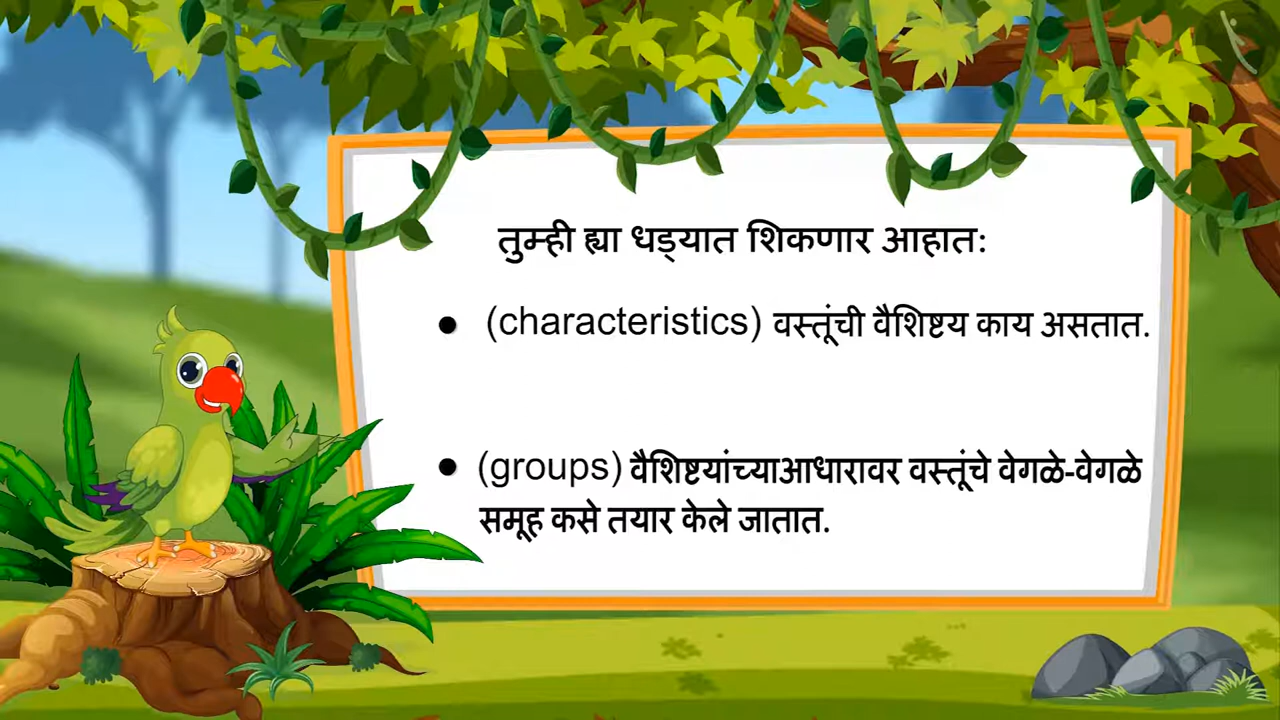 तुम्ही ह्या धड्यात शिकणार आहात:
● (characteristics) वस्तूंची वैशिष्टय काय असतात.
● (groups) वैशिष्टयांच्याआधारावर वस्तूंचे वेगळे-वेगळे
समूह कसे तयार केले जातात.